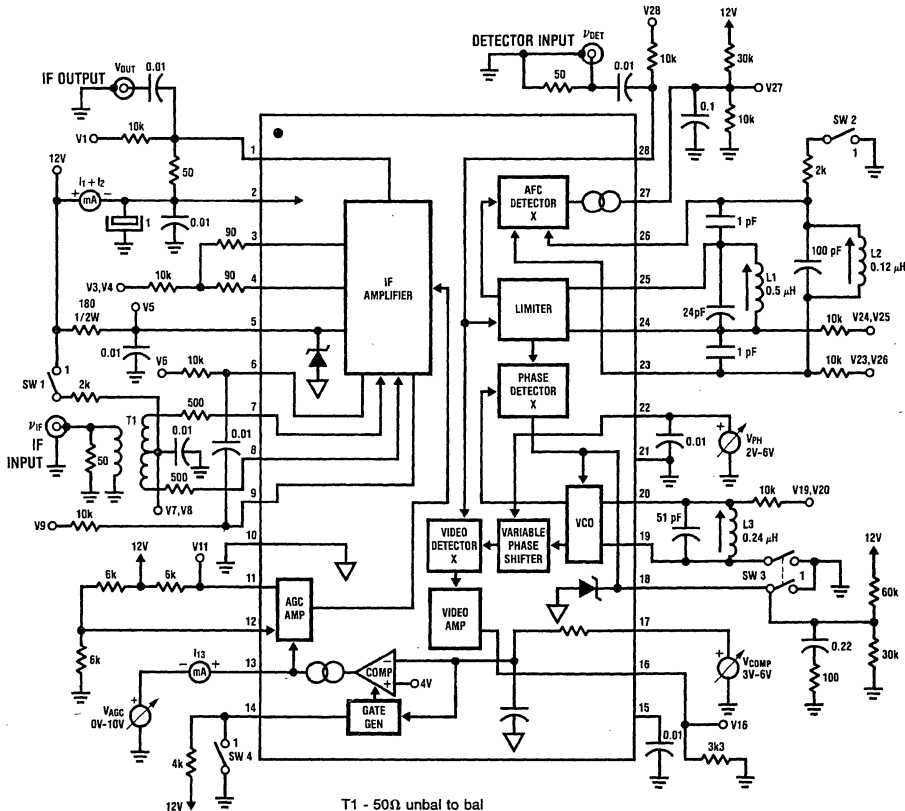 V28
12V
DETECTOR INPUT
νDET
IF OUTPUT
VOUT
0.01
10k
30k
50
0.01
V27
V1
10k
0.1
10k
SW 2
1
12V
50
1
28
I1 + I2
+ mA −
2
AFC
DETECTOR
X
27
2k
1
0.01
3
90
26
1 pF
IF
AMPLIFIER
25
100 pF
L2
0.12 μH
10k
90
V3,V4
4
LIMITER
L1
0.5 μH
24pF
180
1/2W
V5
5
24
10k
V24,V25
0.01
1 pF
V6
10k
6
23
10k
V23,V26
PHASE
DETECTOR
X
SW 1
1
2k
500
7
22
+
VPH
2V-6V
νIF
IF
INPUT
T1
0.01
0.01
8
0.01
21
50
500
9
20
10k
V19,V20
V7,V8
VCO
51 pF
L3
0.24 μH
V9
10k
10
VIDEO
DETECTOR
X
VARIABLE
PHASE
SHIFTER
19
12V
12V
V11
SW 3
1
6k
6k
11
18
60k
AGC
AMP
VIDEO
AMP
12
17
6k
0.22
30k
I13
− mA +
13
COMP
−
+
4V
16
+
VCOMP
3V-6V
100
+
VAGC
0V-10V
14
GATE
GEN
15
V16
1
SW 4
4k
0.01
3k3
12V
T1 - 50Ω unbal to bal